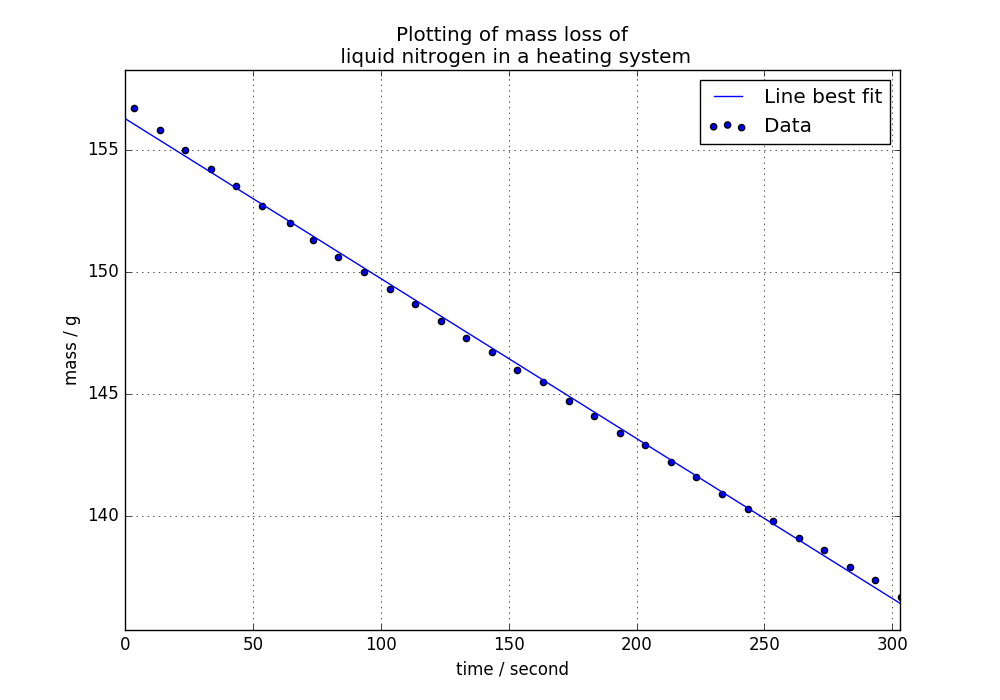 Plotting of mass loss of
liquid nitrogen in a heating system
Line best fit
Data
155
150
145
140
mass / g
0 50 100 150 200 250 300
time / second